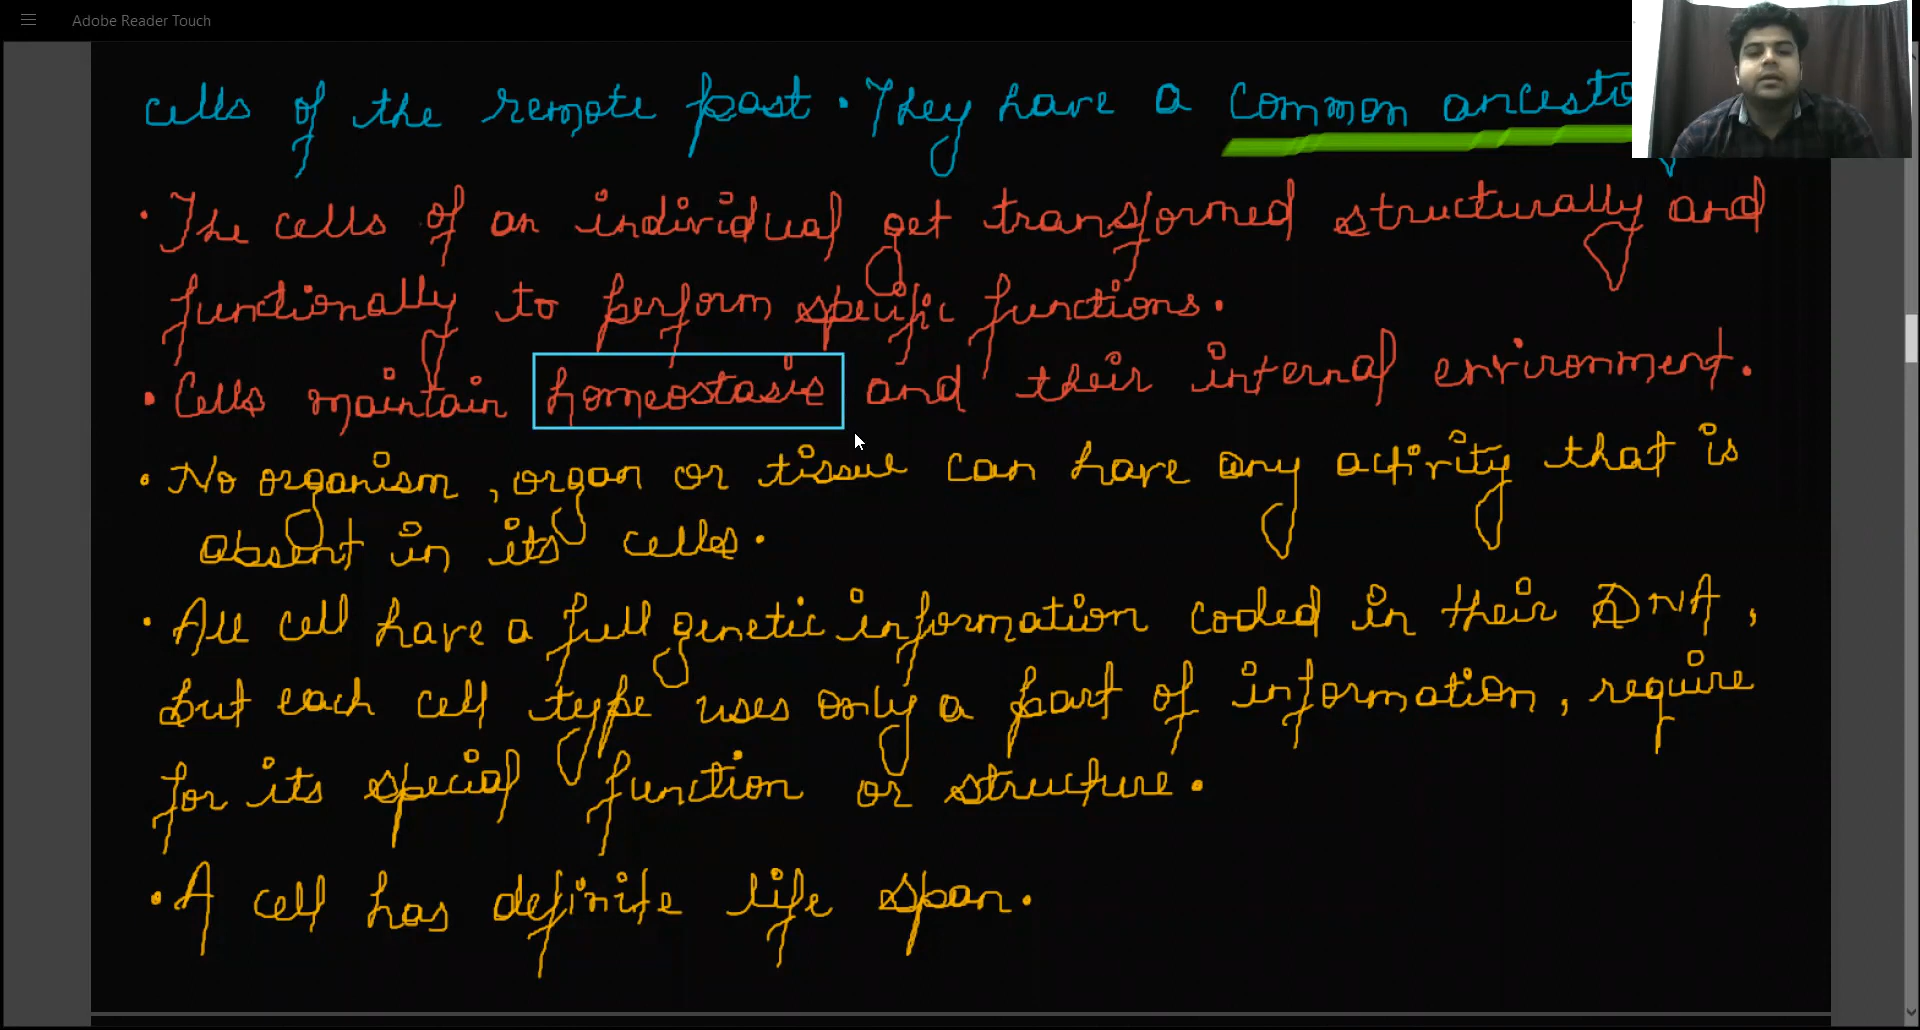 Adobe Reader Touch
cells of the remote past. They have a common
• The cells of an individual get transformed structurally and
functionally to perform specific functions.
• Cells maintain homeostasis and their internal environment.
• No organism, organ or tissue can have any activity that is
absent in its cells.
• All cell have a full genetic information coded in their DNA,
but each cell type uses only a part of information, require
for its special function or structure.
• A cell has definite life span.